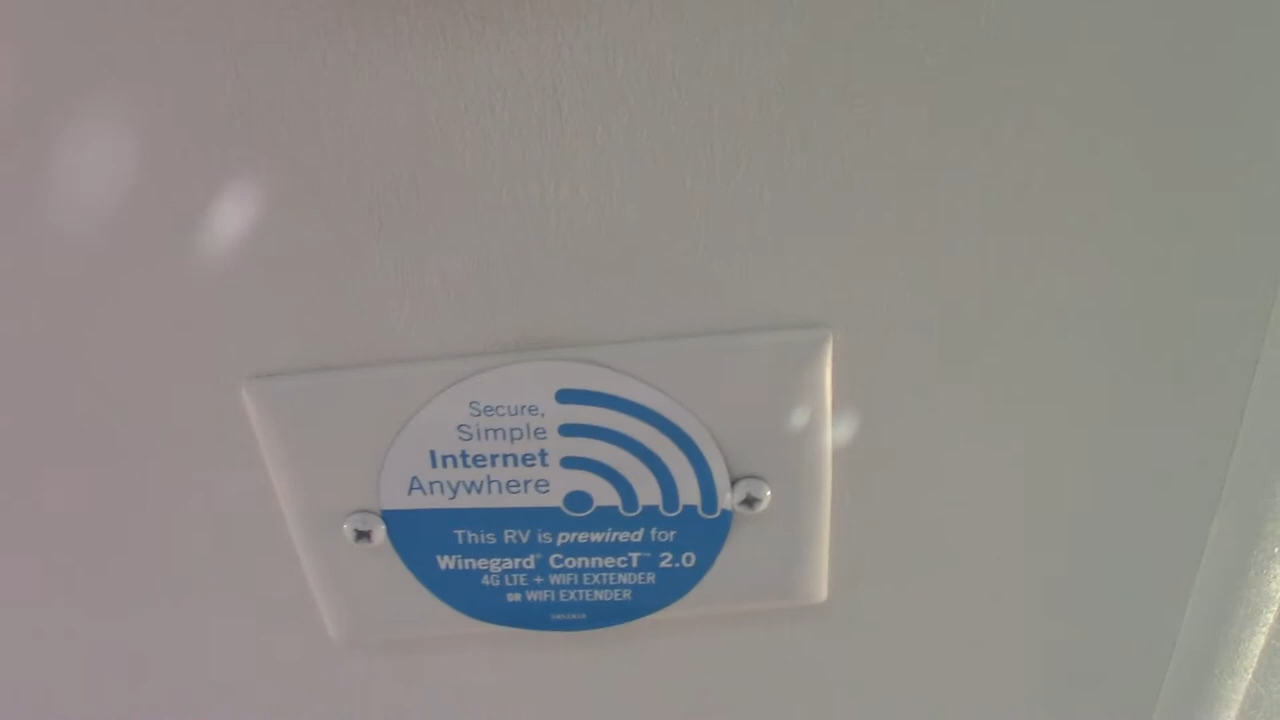 Secure,
Simple
Internet
Anywhere
This RV is prewired for
Winegard® ConnecT™ 2.0
4G LTE + WIFI EXTENDER
OR WIFI EXTENDER